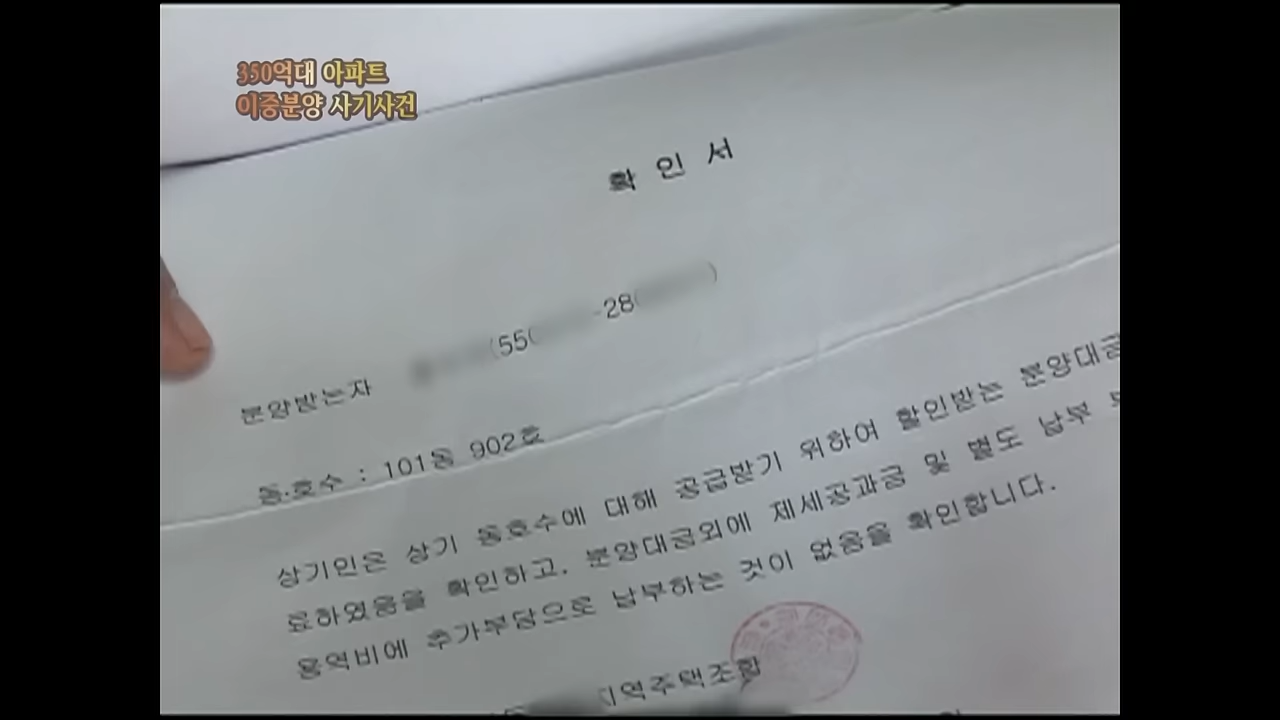 350억대 아파트
이중분양 사기사건
확 인 서
분양받는자 (55 -28 )
동·호수 : 101동 902호
상기인은 상기 동호수에 대해 공급받기 위하여 할인받는 분양대금
료하였음을 확인하고. 분양대금외에 제세공과금 및 별도 납부
용역비에 추가부담으로 납부하는 것이 없음을 확인합니다.
지역주택조합